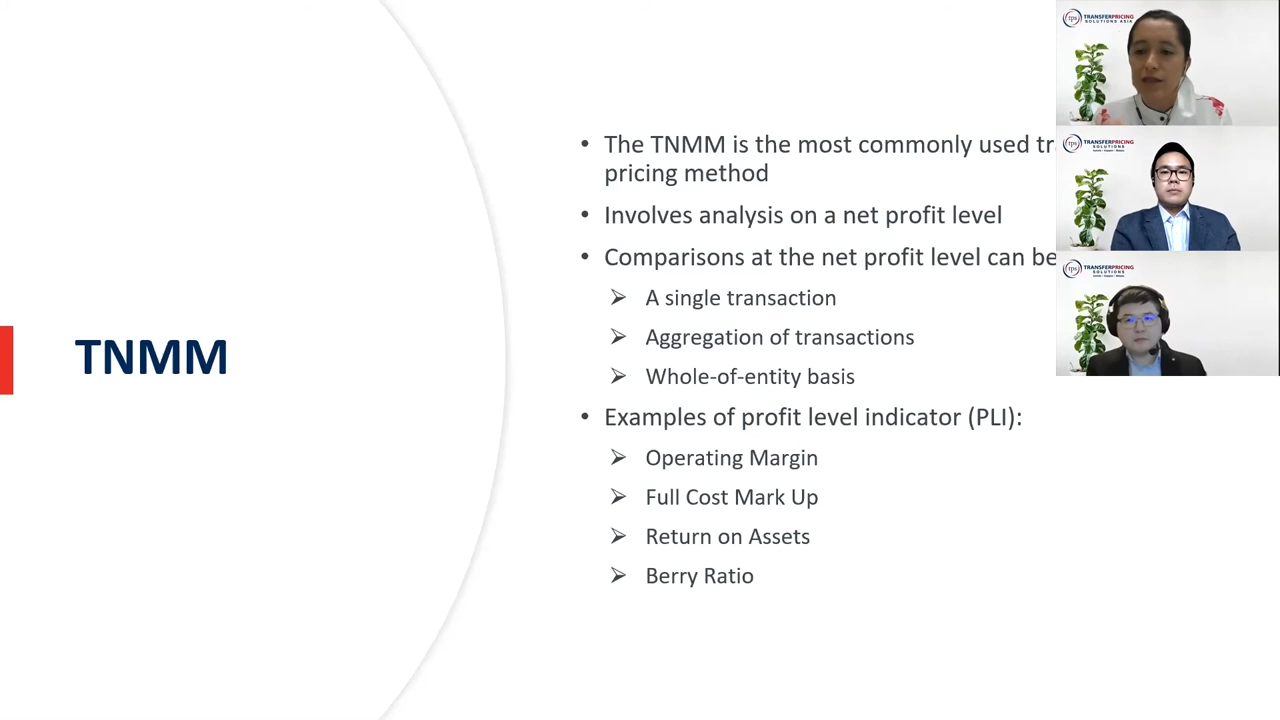 TNMM
• The TNMM is the most commonly used
pricing method
• Involves analysis on a net profit level
• Comparisons at the net profit level can be
➢ A single transaction
➢ Aggregation of transactions
➢ Whole-of-entity basis
• Examples of profit level indicator (PLI):
➢ Operating Margin
➢ Full Cost Mark Up
➢ Return on Assets
➢ Berry Ratio
tps TRANSFERPRICING
SOLUTIONS ASIA
tps TRANSFERPRICING
SOLUTIONS
tps TRANSFERPRICING
SOLUTIONS